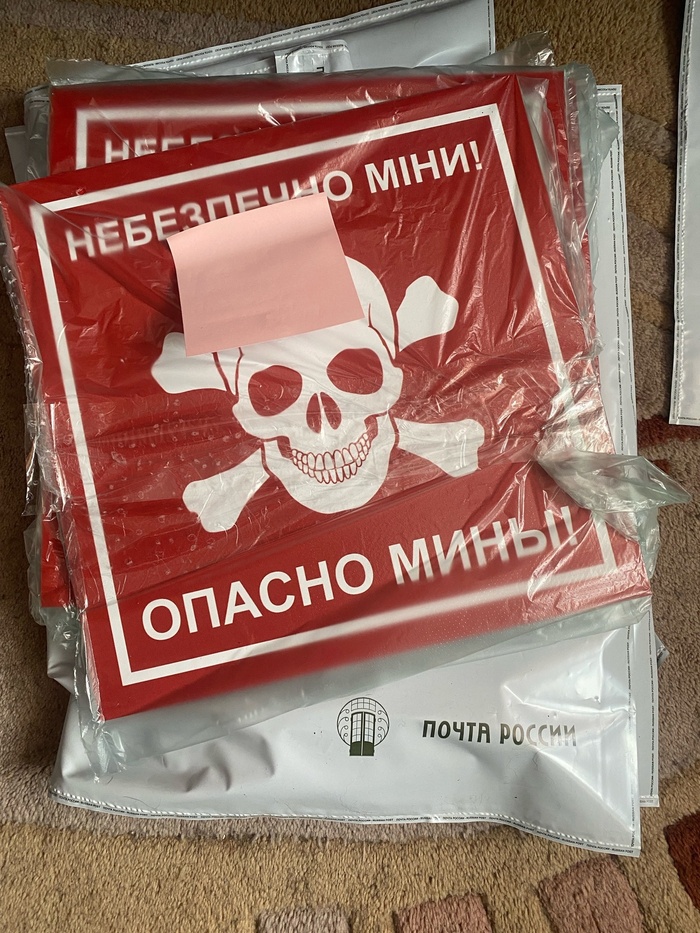 НЕБЕЗПЕЧНО МІНИ!
ОПАСНО МИНЫ!
ПОЧТА РОССИИ